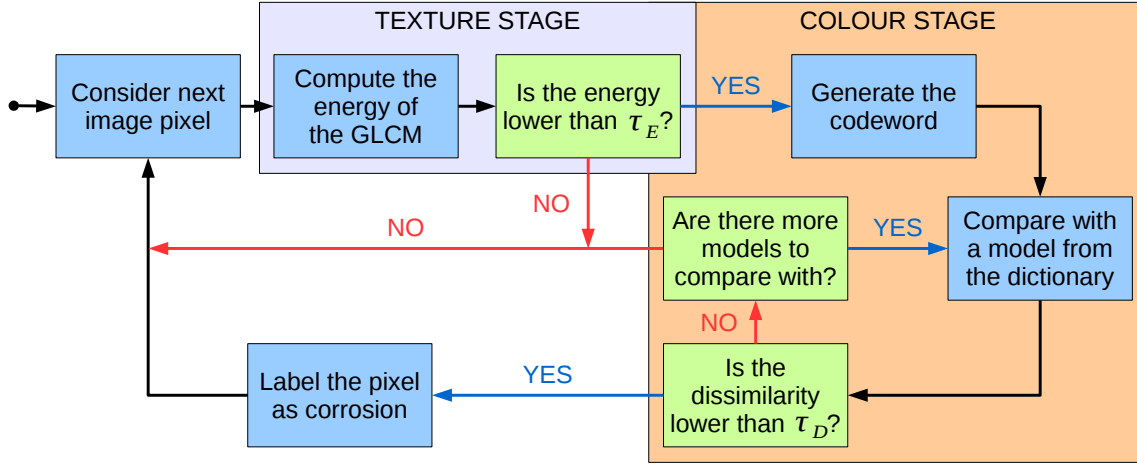 TEXTURE STAGE
COLOUR STAGE
Consider next
image pixel
Compute the
energy of
the GLCM
Is the energy
lower than τ_E?
YES
Generate the
codeword
NO
NO
Are there more
models to
compare with?
YES
Compare with
a model from
the dictionary
NO
Label the pixel
as corrosion
YES
Is the
dissimilarity
lower than τ_D?